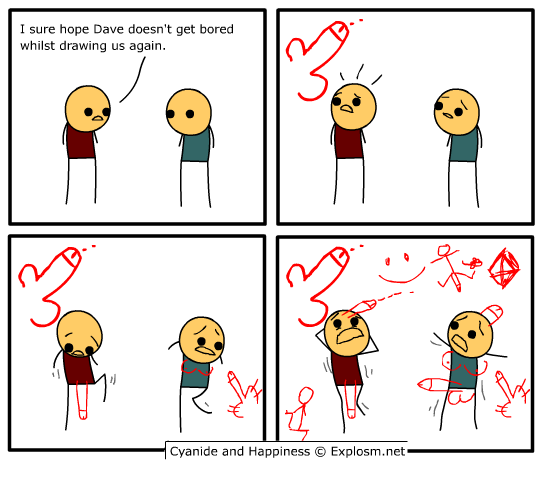 I sure hope Dave doesn't get bored
whilst drawing us again.
Cyanide and Happiness © Explosm.net